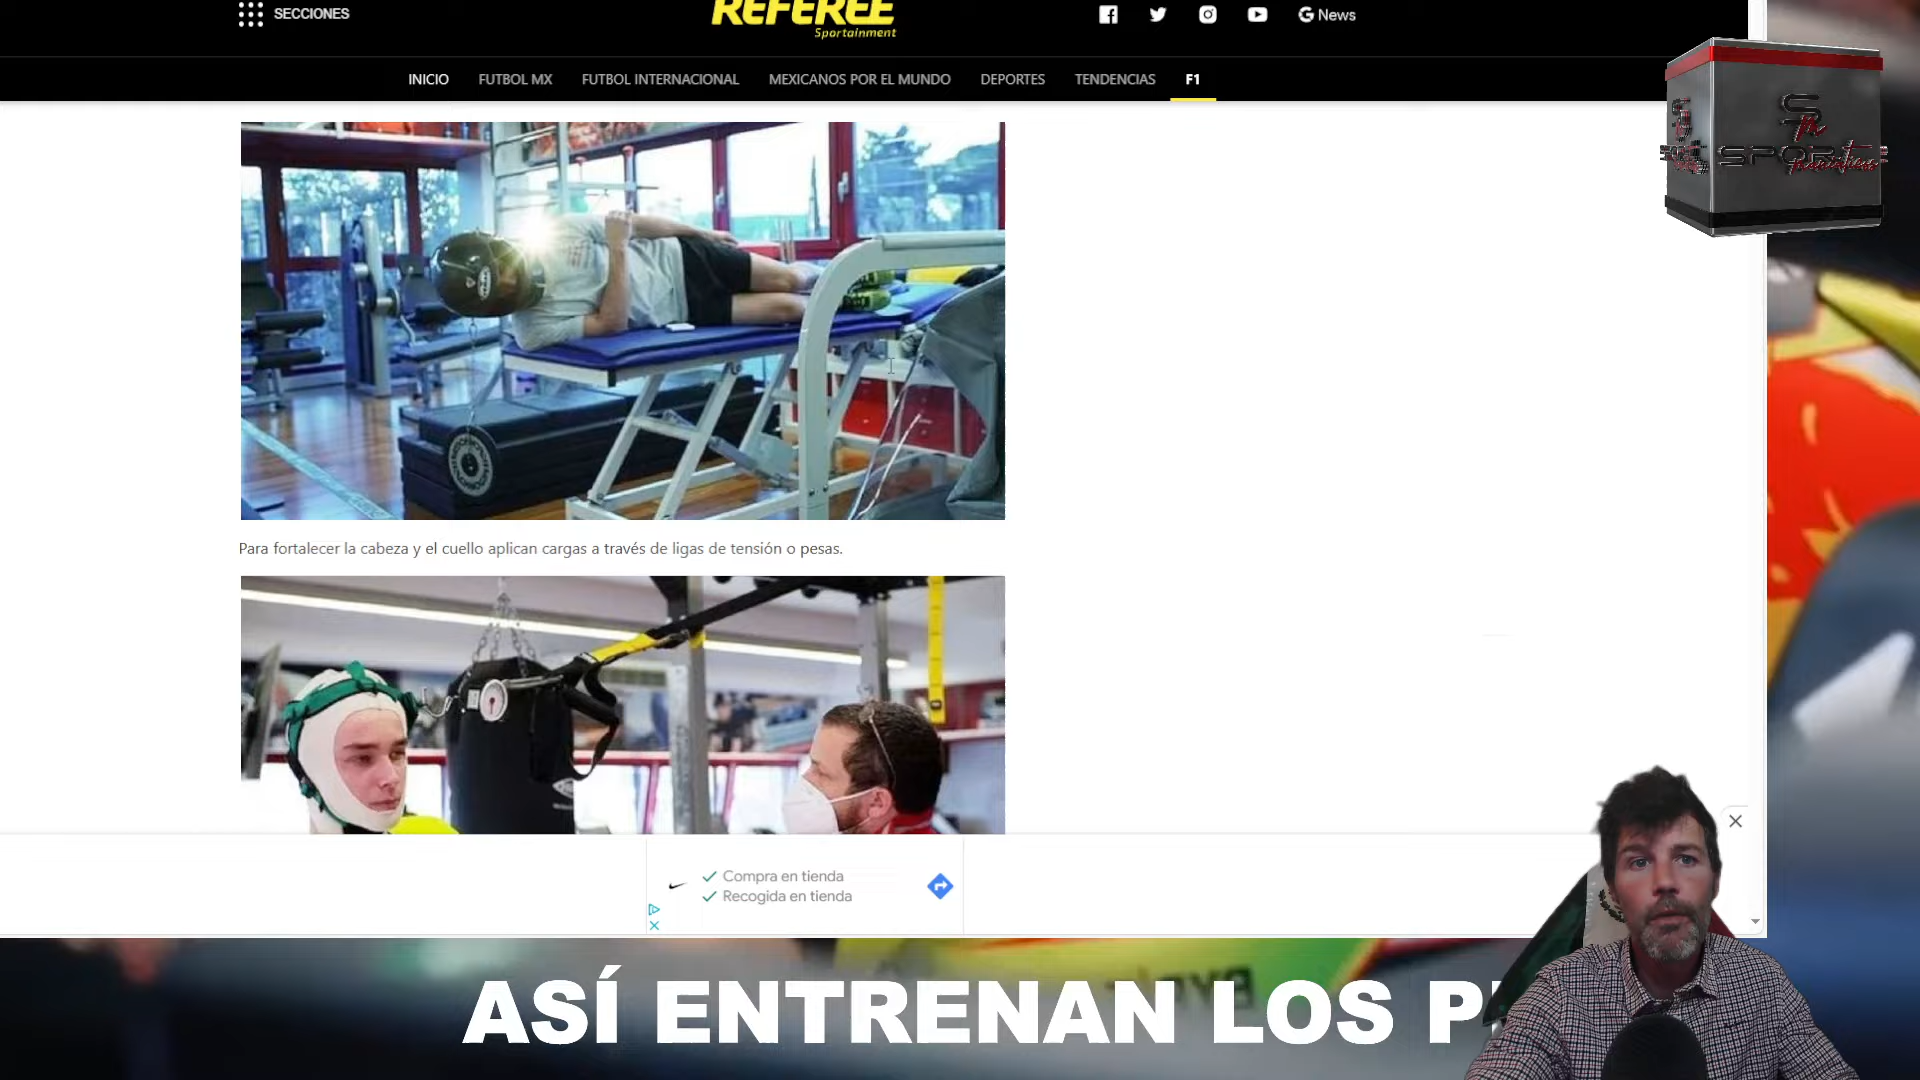 SECCIONES
REFEREE
Sportainment
G News
INICIO FUTBOL MX FUTBOL INTERNACIONAL MEXICANOS POR EL MUNDO DEPORTES TENDENCIAS F1
SPORT
Para fortalecer la cabeza y el cuello aplican cargas a través de ligas de tensión o pesas.
Compra en tienda
Recogida en tienda
ASÍ ENTRENAN LOS P